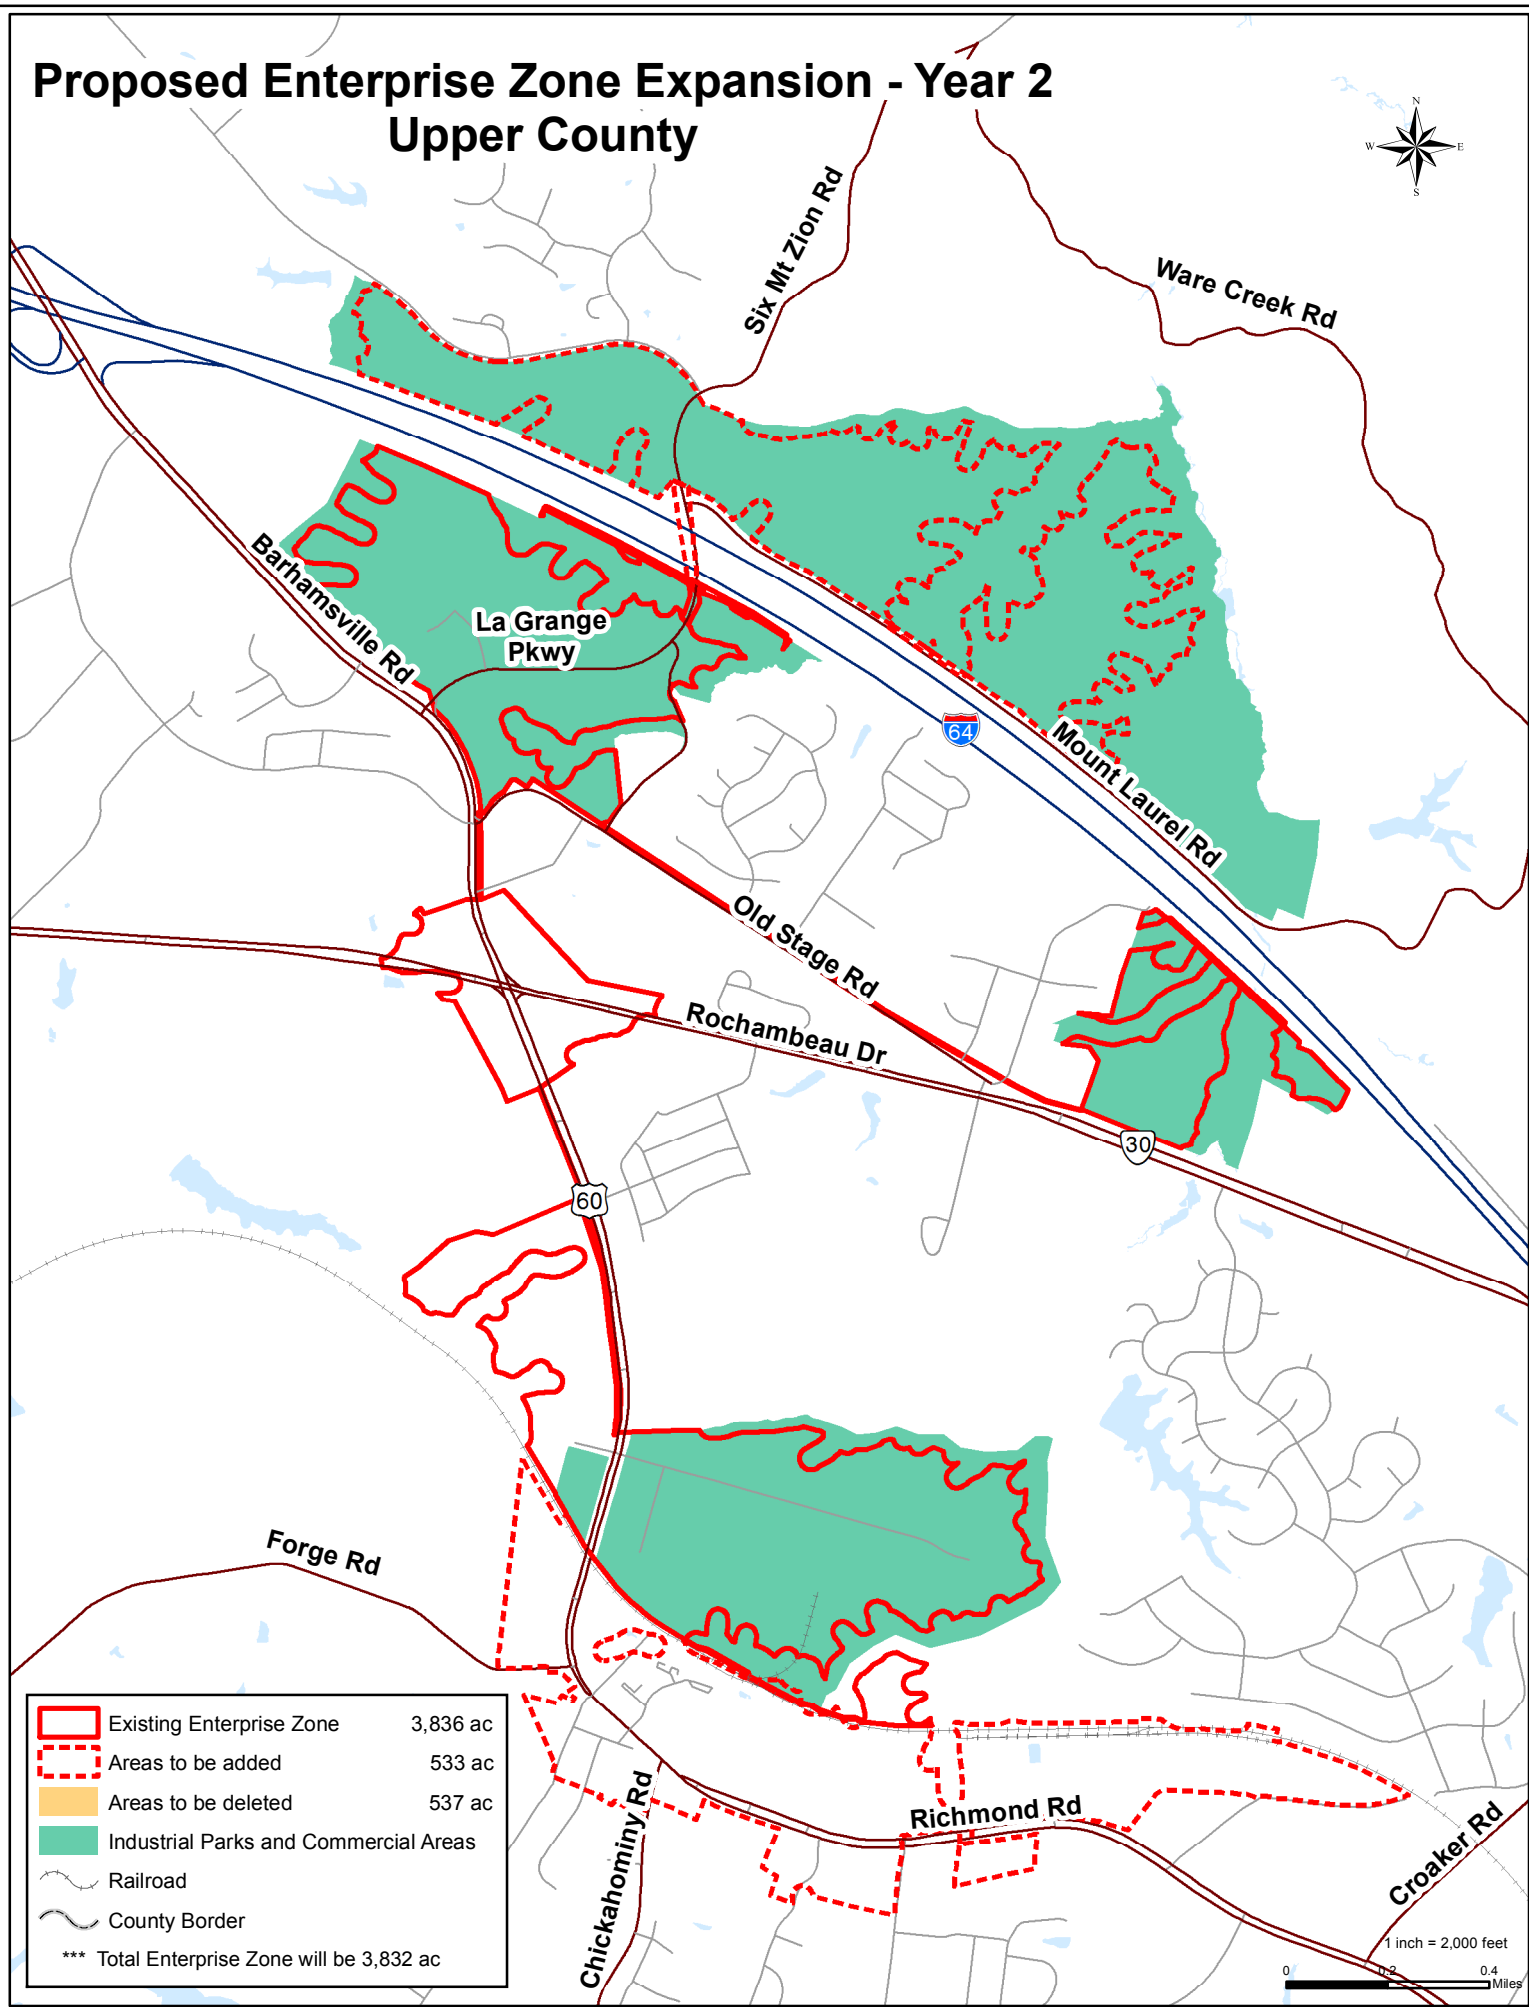 Proposed Enterprise Zone Expansion - Year 2
Upper County
N
W E
S
Six Mt Zion Rd
Ware Creek Rd
Barhamsville Rd
La Grange
Pkwy
64
Mount Laurel Rd
Old Stage Rd
Rochambeau Dr
30
60
Forge Rd
Existing Enterprise Zone 3,836 ac
Areas to be added 533 ac
Areas to be deleted 537 ac
Industrial Parks and Commercial Areas
Railroad
County Border
*** Total Enterprise Zone will be 3,832 ac
Chickahominy Rd
Richmond Rd
Croaker Rd
1 inch = 2,000 feet
0 0.2 0.4
Miles